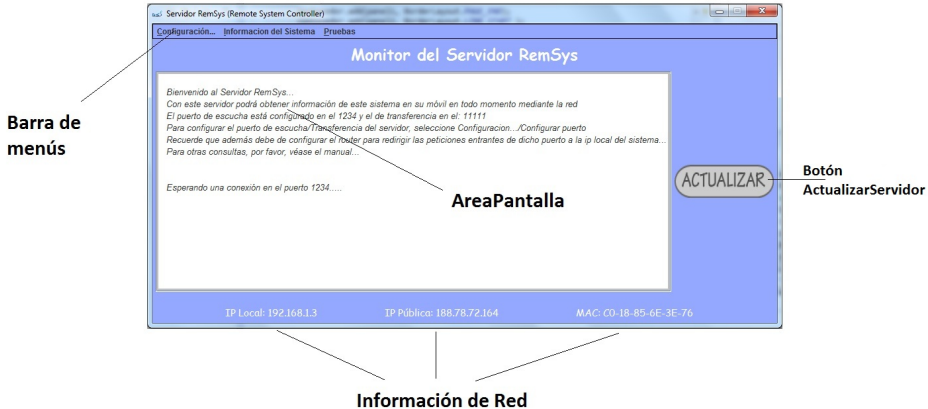 Servidor RemSys (Remote System Controller)
Configuración... Informacion del Sistema Pruebas
Monitor del Servidor RemSys
Bienvenido al Servidor RemSys...
Con este servidor podrá obtener información de este sistema en su móvil en todo momento mediante la red
El puerto de escucha está configurado en el 1234 y el de transferencia en el: 11111
Para configurar el puerto de escucha/Transferencia del servidor, seleccione Configuracion.../Configurar puerto
Recuerde que además debe de configurar el router para redirigir las peticiones entrantes de dicho puerto a la ip local del sistema...
Para otras consultas, por favor, véase el manual...
Esperando una conexión en el puerto 1234.....
ACTUALIZAR
IP Local: 192.168.1.3 IP Pública: 188.78.72.164 MAC: C0-18-85-6E-3E-76
Barra de
menús
AreaPantalla
Botón
ActualizarServidor
Información de Red